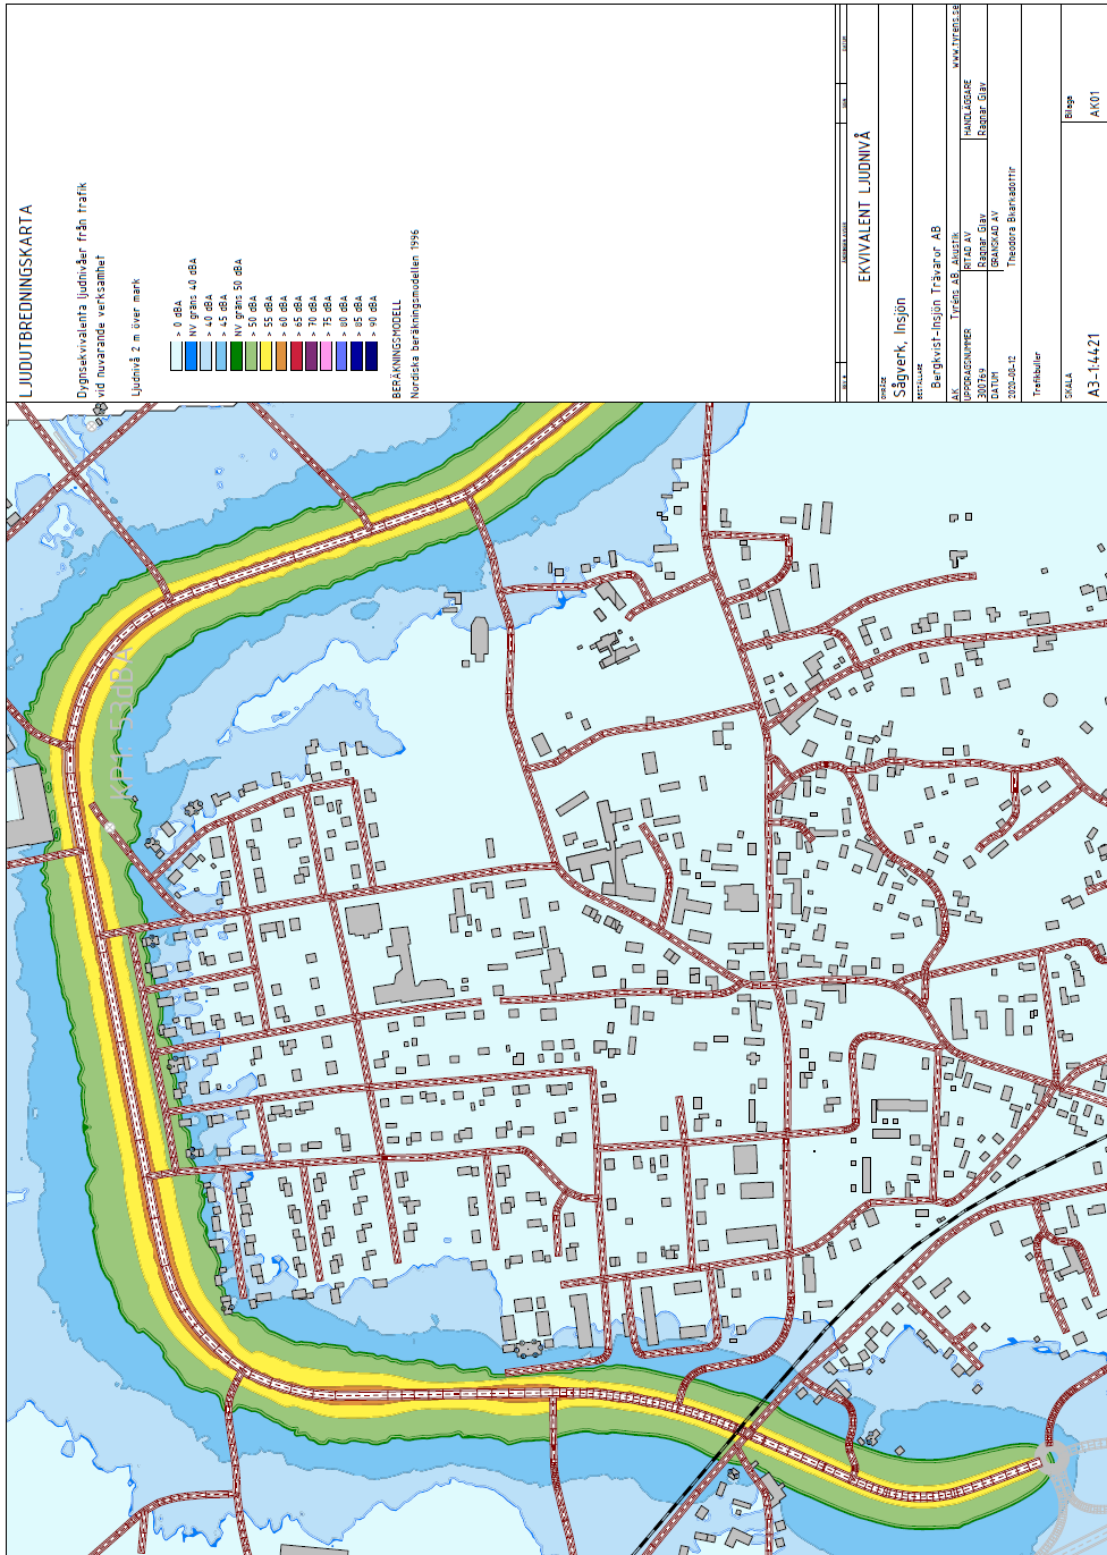 LJUDUTBREDNINGSKARTA
Dygnsekvivalenta ljudnivåer från trafik
vid nuvarande verksamhet
Ljudnivå 2 m över mark
> 0 dBA
NV gräns 40 dBA
> 40 dBA
> 45 dBA
NV gräns 50 dBA
> 50 dBA
> 55 dBA
> 60 dBA
> 65 dBA
> 70 dBA
> 75 dBA
> 80 dBA
> 85 dBA
> 90 dBA
BERÄKNINGSMODELL
Nordiska beräkningsmodellen 1996
KP1: 53dBA
EKVIVALENT LJUDNIVÅ
OMRÅDE
Sågverk, Insjön
BESTÄLLARE
Bergkvist-Insjön Trävaror AB
AK Tyréns AB, Akustik www.tyrens.se
UPPDRAGSNUMMER RITAD AV HANDLÄGGARE
300769 Ragnar Glav Ragnar Glav
DATUM GRANSKAD AV
2020-08-12
Trafikbuller
SKALA Bilaga
A3-1:4421 AK01